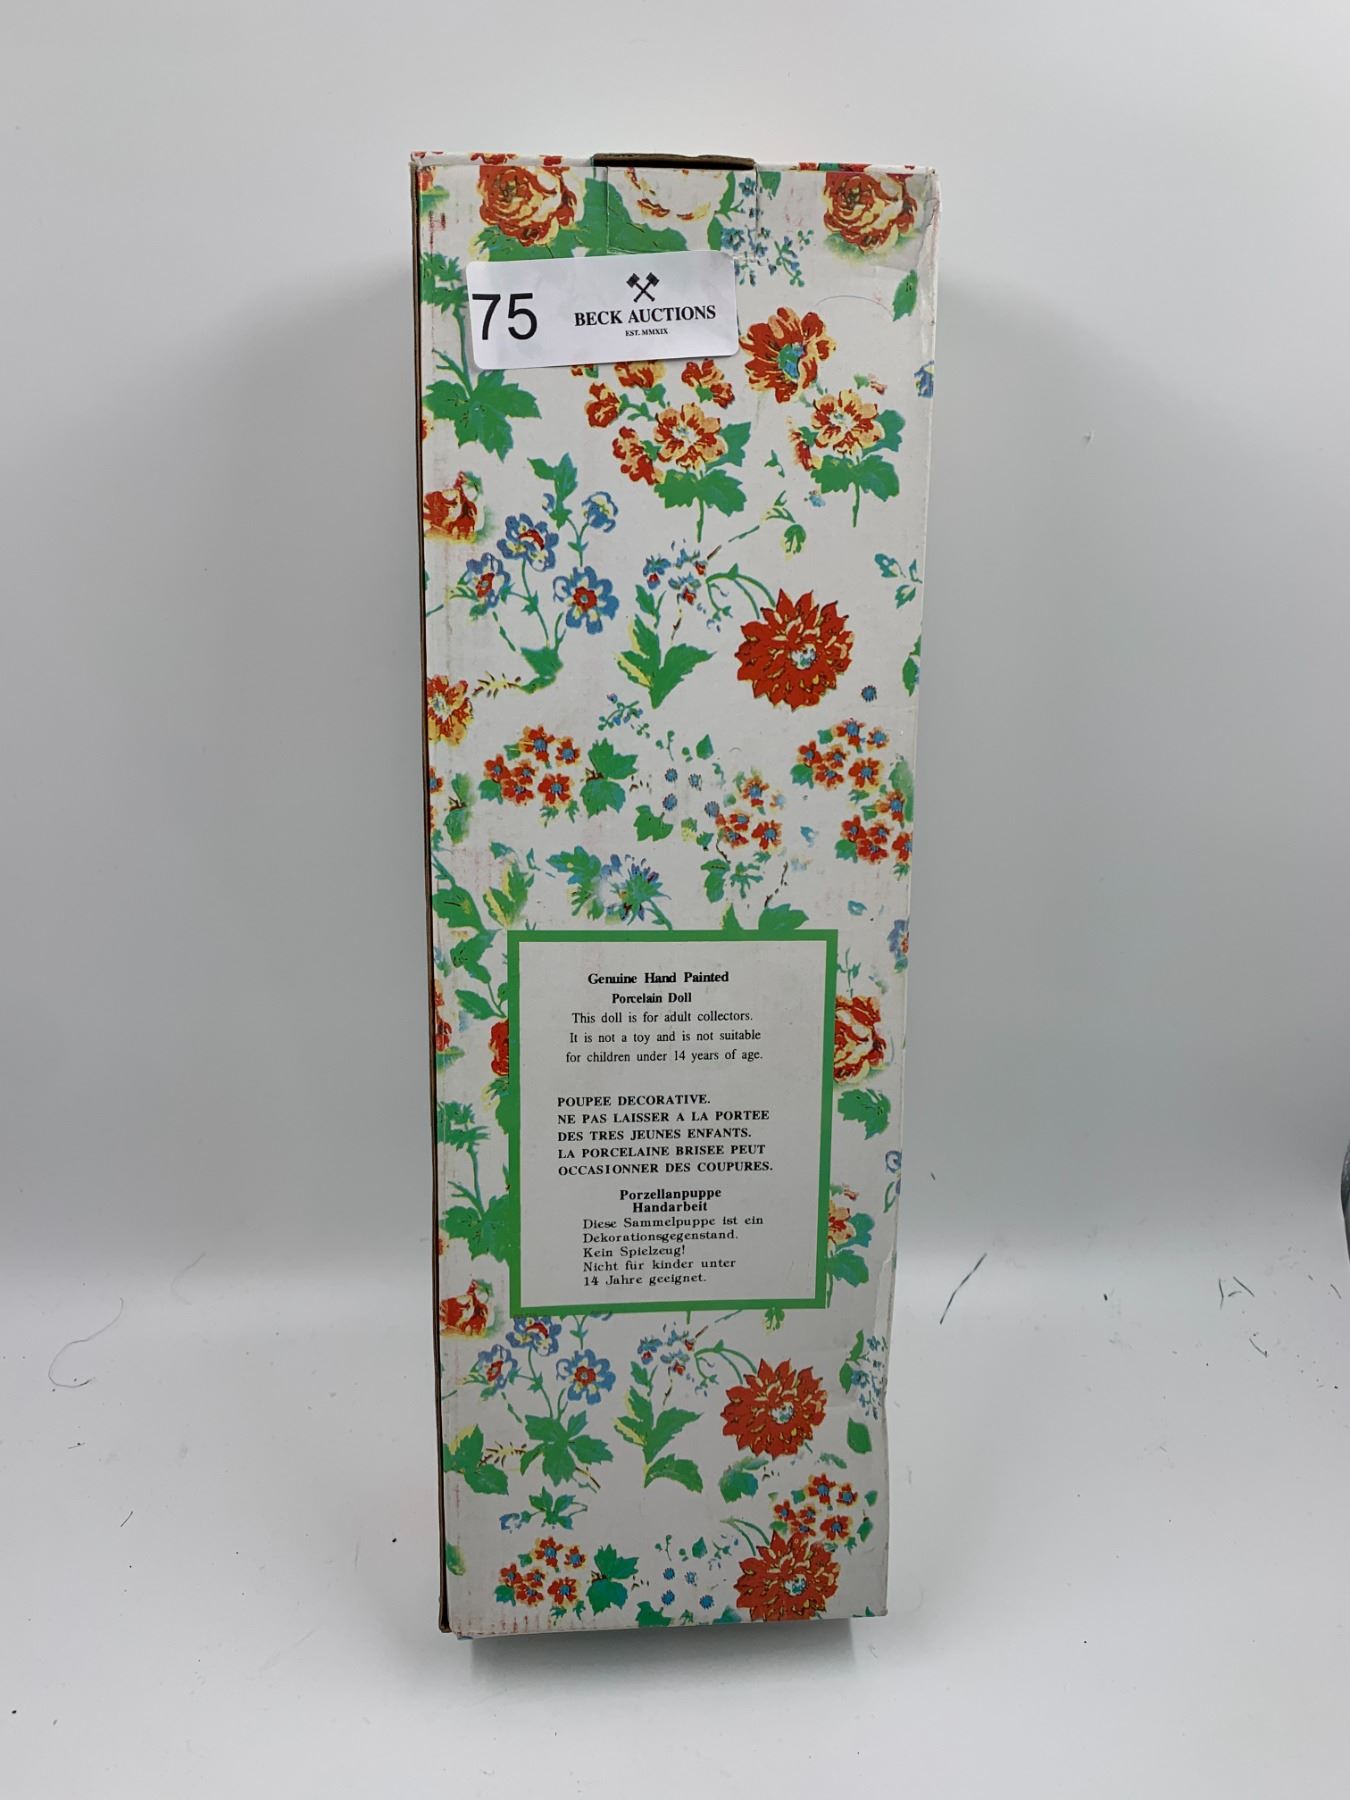 75
BECK AUCTIONS
EST. MMXIX
Genuine Hand Painted
Porcelain Doll
This doll is for adult collectors.
It is not a toy and is not suitable
for children under 14 years of age.
POUPEE DECORATIVE.
NE PAS LAISSER A LA PORTEE
DES TRES JEUNES ENFANTS.
LA PORCELAINE BRISEE PEUT
OCCASIONNER DES COUPURES.
Porzellanpuppe
Handarbeit
Diese Sammelpuppe ist ein
Dekorationsgegenstand.
Kein Spielzeug!
Nicht für kinder unter
14 Jahre geeignet.